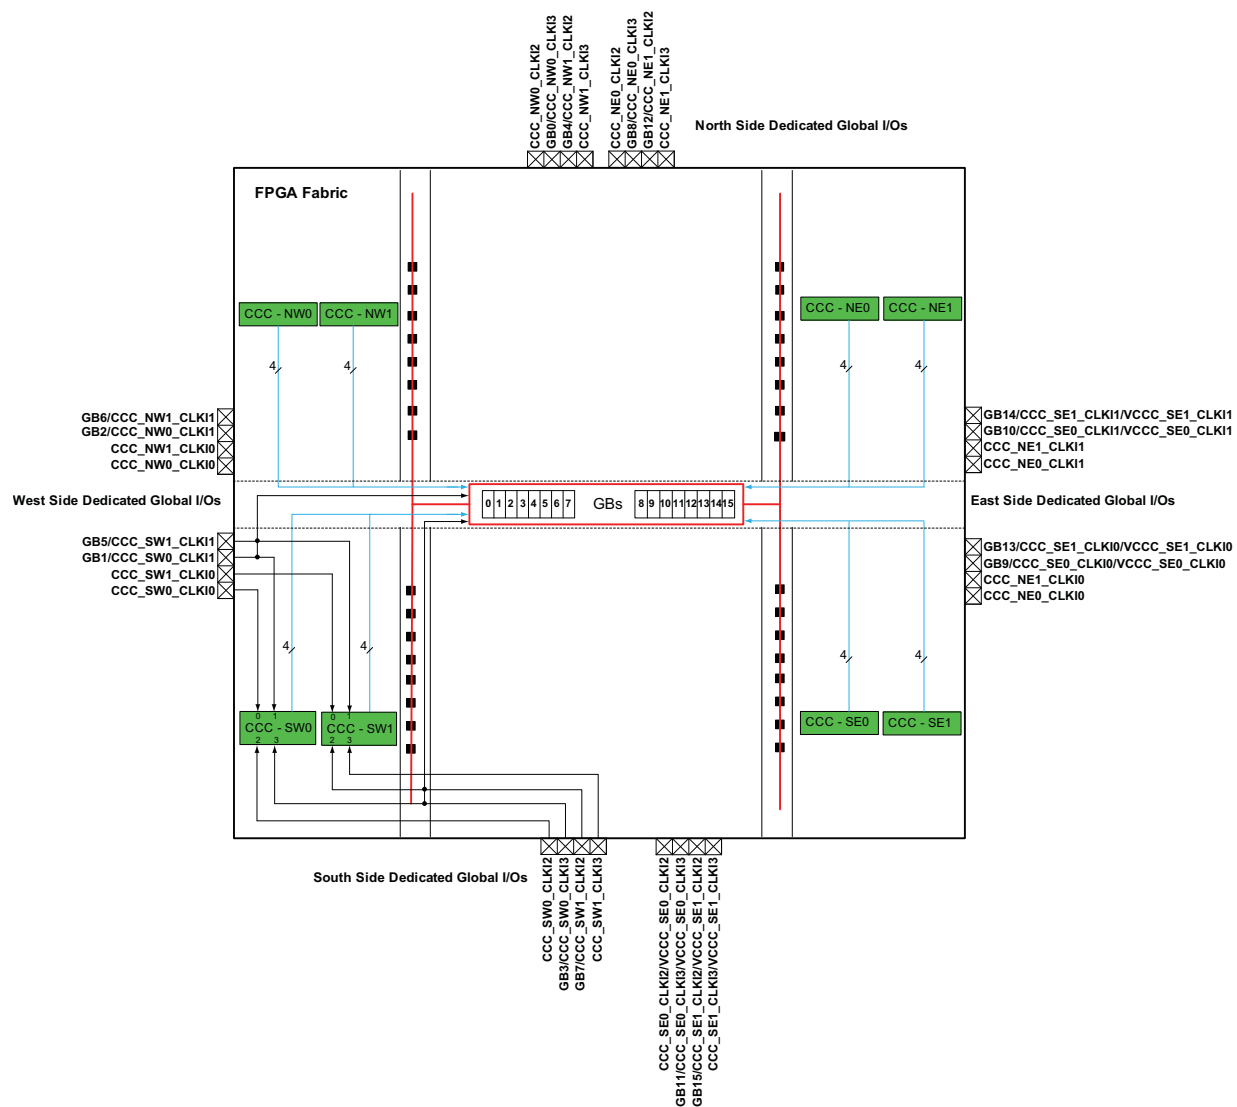 CCC_NW0_CLKI2
GB0/CCC_NW0_CLKI3
GB4/CCC_NW1_CLKI2
CCC_NW1_CLKI3
CCC_NE0_CLKI2
GB8/CCC_NE0_CLKI3
GB12/CCC_NE1_CLKI2
CCC_NE1_CLKI3
North Side Dedicated Global I/Os
FPGA Fabric
CCC - NW0
CCC - NW1
CCC - NE0
CCC - NE1
4
4
4
4
GB6/CCC_NW1_CLKI1
GB2/CCC_NW0_CLKI1
CCC_NW1_CLKI0
CCC_NW0_CLKI0
GB14/CCC_SE1_CLKI1/VCCC_SE1_CLKI1
GB10/CCC_SE0_CLKI1/VCCC_SE0_CLKI1
CCC_NE1_CLKI1
CCC_NE0_CLKI1
West Side Dedicated Global I/Os
0 1 2 3 4 5 6 7
GBs
8 9 10 11 12 13 14 15
East Side Dedicated Global I/Os
GB5/CCC_SW1_CLKI1
GB1/CCC_SW0_CLKI1
CCC_SW1_CLKI0
CCC_SW0_CLKI0
GB13/CCC_SE1_CLKI0/VCCC_SE1_CLKI0
GB9/CCC_SE0_CLKI0/VCCC_SE0_CLKI0
CCC_NE1_CLKI0
CCC_NE0_CLKI0
4
4
4
4
0 1
CCC - SW0
2 3
0 1
CCC - SW1
2 3
CCC - SE0
CCC - SE1
South Side Dedicated Global I/Os
CCC_SW0_CLKI2
GB3/CCC_SW0_CLKI3
GB7/CCC_SW1_CLKI2
CCC_SW1_CLKI3
CCC_SE0_CLKI2/VCCC_SE0_CLKI2
GB11/CCC_SE0_CLKI3/VCCC_SE0_CLKI3
GB15/CCC_SE1_CLKI2/VCCC_SE1_CLKI2
CCC_SE1_CLKI3/VCCC_SE1_CLKI3